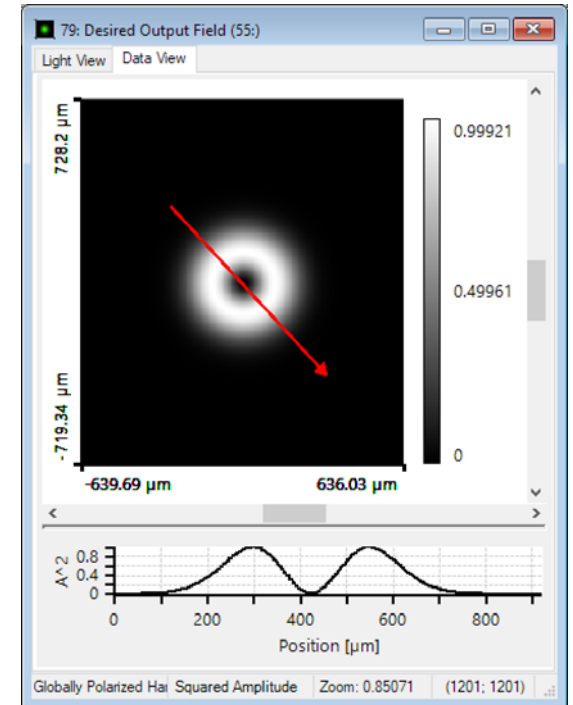 79: Desired Output Field (55:)
Light View Data View
728.2 µm
-719.34 µm
0.99921
0.49961
0
-639.69 µm 636.03 µm
A^2
0.8
0.4
0
0 200 400 600 800
Position [µm]
Globally Polarized Har Squared Amplitude Zoom: 0.85071 (1201; 1201)